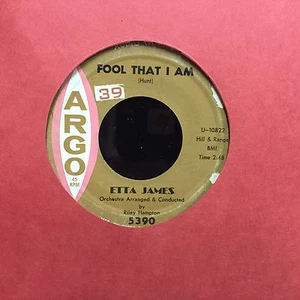 FOOL THAT I AM
(Hunt)
39
ARGO
45
RPM
U-10822
Hill & Range
BMI
Time 2:48
ETTA JAMES
Orchestra Arranged & Conducted
by
Riley Hampton
5390